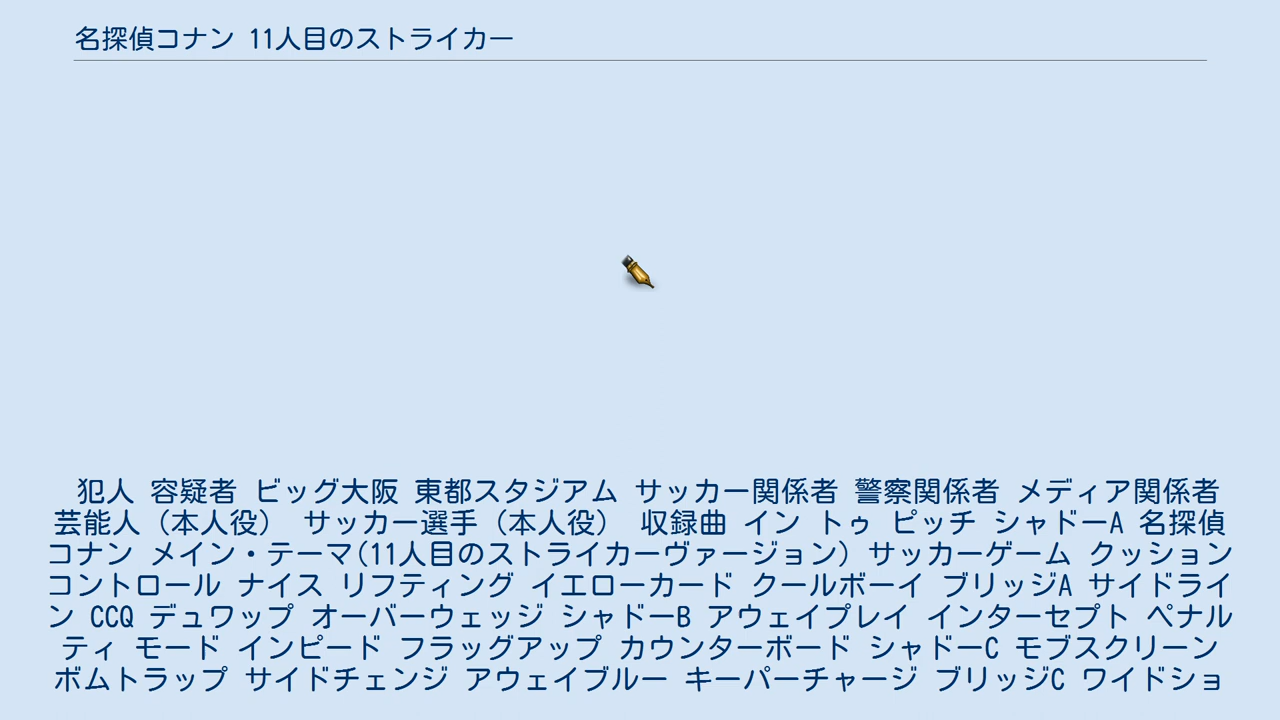 名探偵コナン 11人目のストライカー
犯人 容疑者 ビッグ大阪 東都スタジアム サッカー関係者 警察関係者 メディア関係者
芸能人（本人役） サッカー選手（本人役） 収録曲 イン トゥ ピッチ シャドーA 名探偵
コナン メイン・テーマ(11人目のストライカーヴァージョン) サッカーゲーム クッション
コントロール ナイス リフティング イエローカード クールボーイ ブリッジA サイドライ
ン CCQ デュワップ オーバーウェッジ シャドーB アウェイプレイ インターセプト ペナル
ティ モード インピード フラッグアップ カウンターボード シャドーC モブスクリーン
ボムトラップ サイドチェンジ アウェイブルー キーパーチャージ ブリッジC ワイドショ